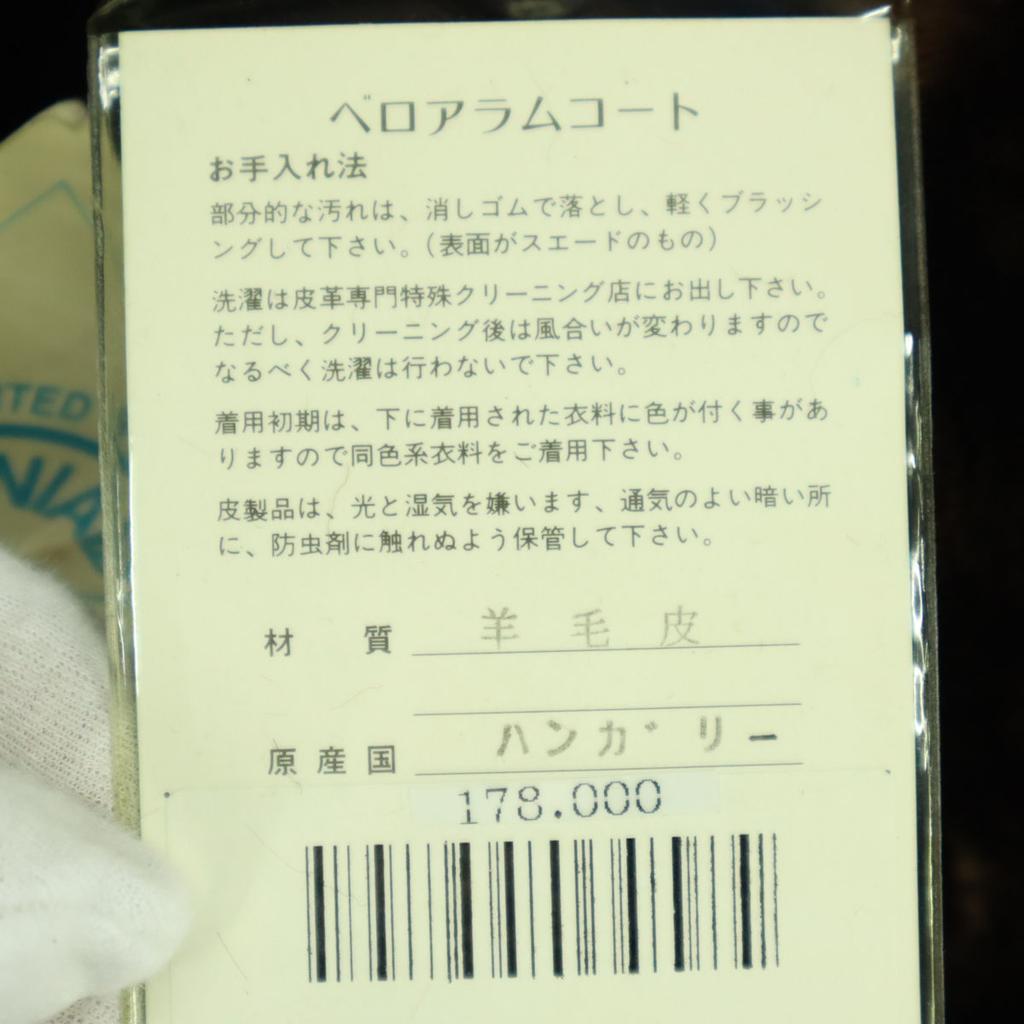 ベロアラムコート
お手入れ法
部分的な汚れは、消しゴムで落とし、軽くブラッシ
ングして下さい。(表面がスエードのもの)
洗濯は皮革専門特殊クリーニング店にお出し下さい。
ただし、クリーニング後は風合いが変わりますので
なるべく洗濯は行わないで下さい。
着用初期は、下に着用された衣料に色が付く事があ
りますので同色系衣料をご着用下さい。
皮製品は、光と湿気を嫌います、通気のよい暗い所
に、防虫剤に触れぬよう保管して下さい。
材質 羊毛皮
原産国 ハンガリー
178.000